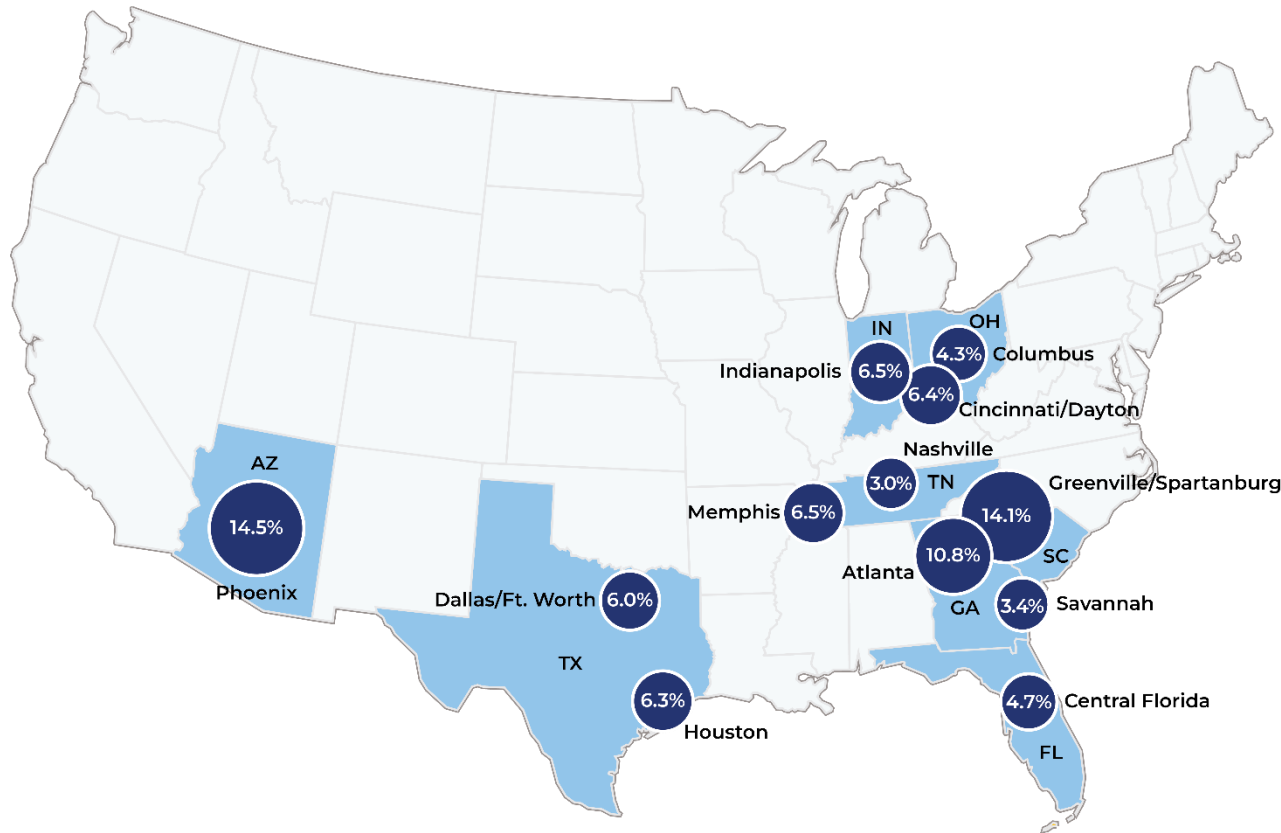 IN
OH
4.3%
Columbus
Indianapolis
6.5%
6.4%
Cincinnati/Dayton
Nashville
AZ
3.0%
TN
Greenville/Spartanburg
Memphis
6.5%
14.1%
14.5%
10.8%
SC
Atlanta
Phoenix
Dallas/Ft. Worth
6.0%
GA
3.4%
Savannah
TX
6.3%
4.7%
Central Florida
Houston
FL